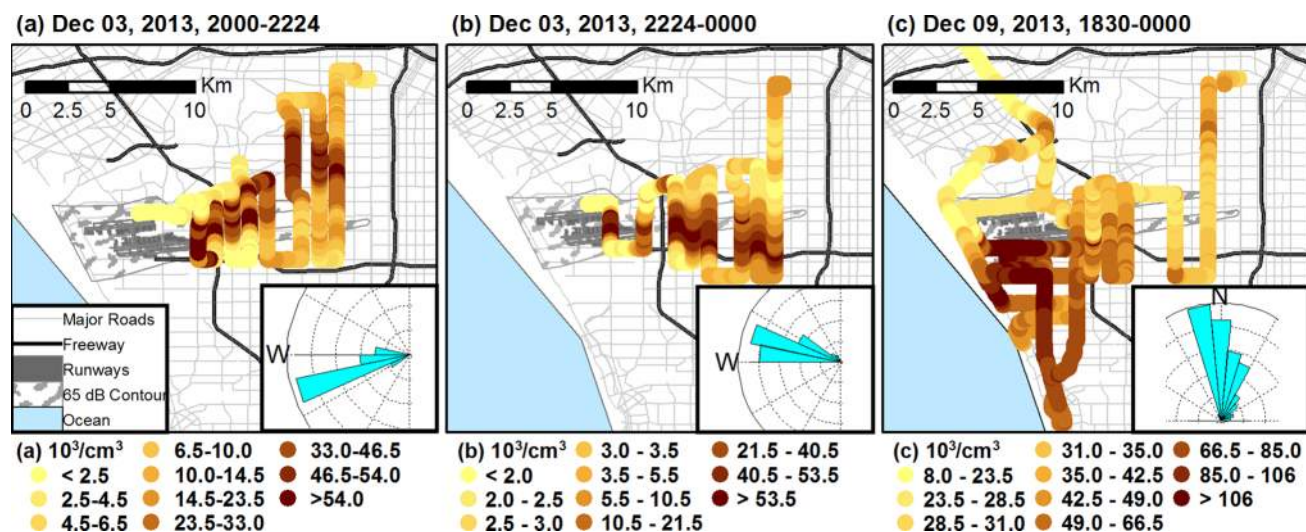 (a) Dec 03, 2013, 2000-2224
(b) Dec 03, 2013, 2224-0000
(c) Dec 09, 2013, 1830-0000
Km
0 2.5 5 10
Km
0 2.5 5 10
Km
0 2.5 5 10
Major Roads
Freeway
Runways
65 dB Contour
Ocean
W
W
N
(a) 10³/cm³
< 2.5
2.5-4.5
4.5-6.5
6.5-10.0
10.0-14.5
14.5-23.5
23.5-33.0
33.0-46.5
46.5-54.0
>54.0
(b) 10³/cm³
< 2.0
2.0 - 2.5
2.5 - 3.0
3.0 - 3.5
3.5 - 5.5
5.5 - 10.5
10.5 - 21.5
21.5 - 40.5
40.5 - 53.5
> 53.5
(c) 10³/cm³
8.0 - 23.5
23.5 - 28.5
28.5 - 31.0
31.0 - 35.0
35.0 - 42.5
42.5 - 49.0
49.0 - 66.5
66.5 - 85.0
85.0 - 106
> 106